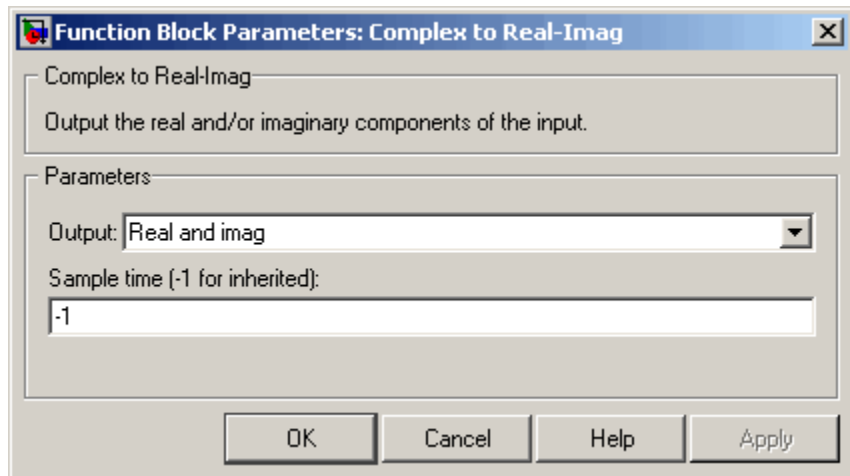 Function Block Parameters: Complex to Real-Imag
Complex to Real-Imag
Output the real and/or imaginary components of the input.
Parameters
Output: Real and imag
Sample time (-1 for inherited):
-1
OK Cancel Help Apply